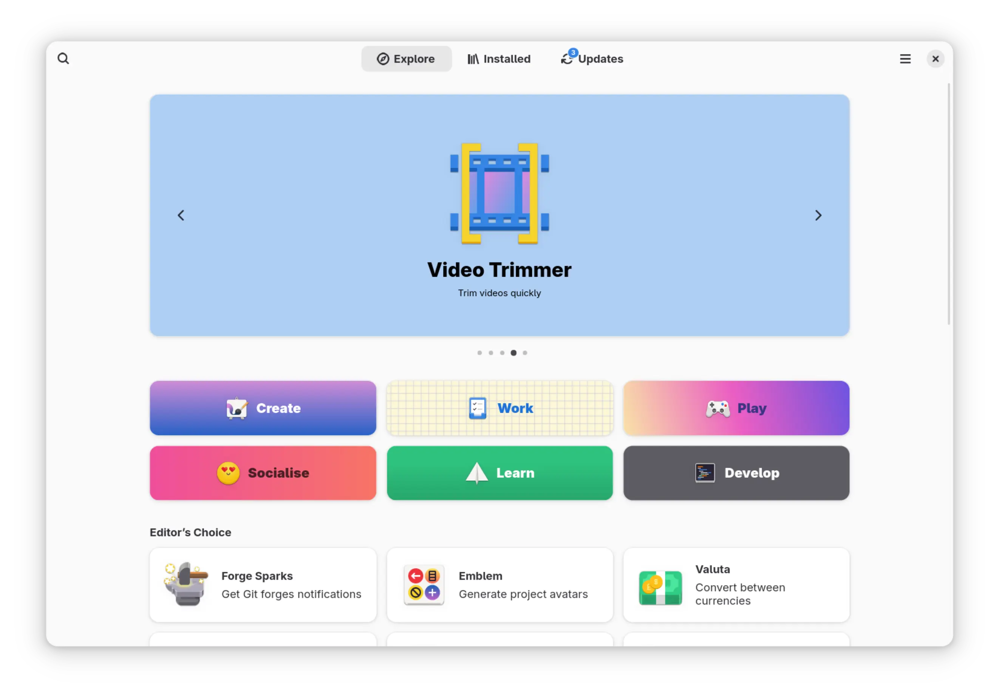 Explore
Installed
3
Updates
Video Trimmer
Trim videos quickly
Create
Work
Play
Socialise
Learn
Develop
Editor’s Choice
Forge Sparks
Get Git forges notifications
Emblem
Generate project avatars
Valuta
Convert between
currencies